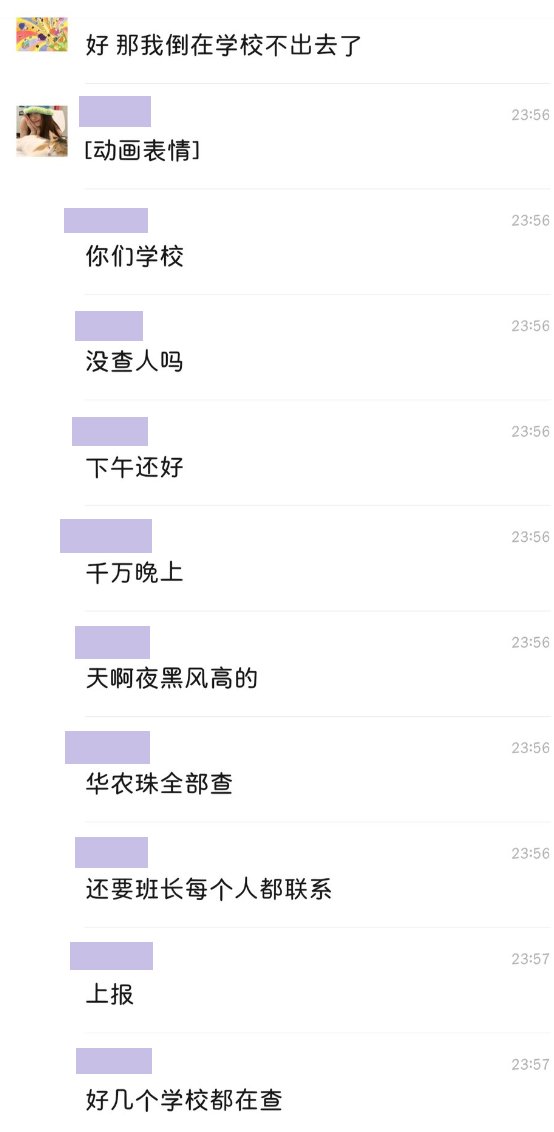 好 那我倒在学校不出去了
23:56
[动画表情]
23:56
你们学校
23:56
没查人吗
23:56
下午还好
23:56
千万晚上
23:56
天啊夜黑风高的
23:56
华农珠全部查
23:56
还要班长每个人都联系
23:57
上报
23:57
好几个学校都在查